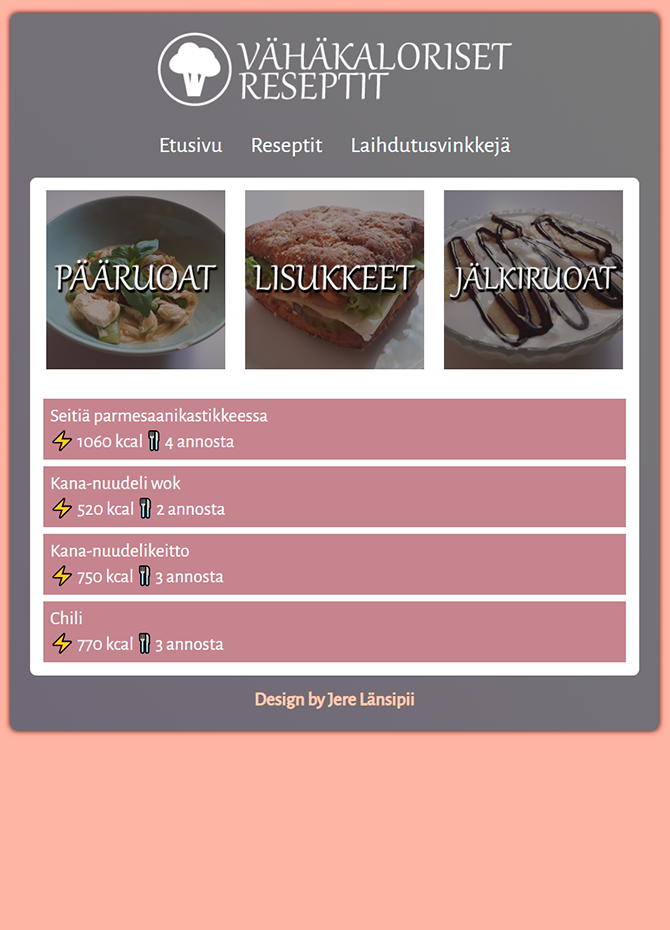 VÄHÄKALORISET
RESEPTIT
Etusivu Reseptit Laihdutusvinkkejä
PÄÄRUOAT LISUKKEET JÄLKIRUOAT
Seitiä parmesaanikastikkeessa
1060 kcal 4 annosta
Kana-nuudeli wok
520 kcal 2 annosta
Kana-nuudelikeitto
750 kcal 3 annosta
Chili
770 kcal 3 annosta
Design by Jere Länsipii